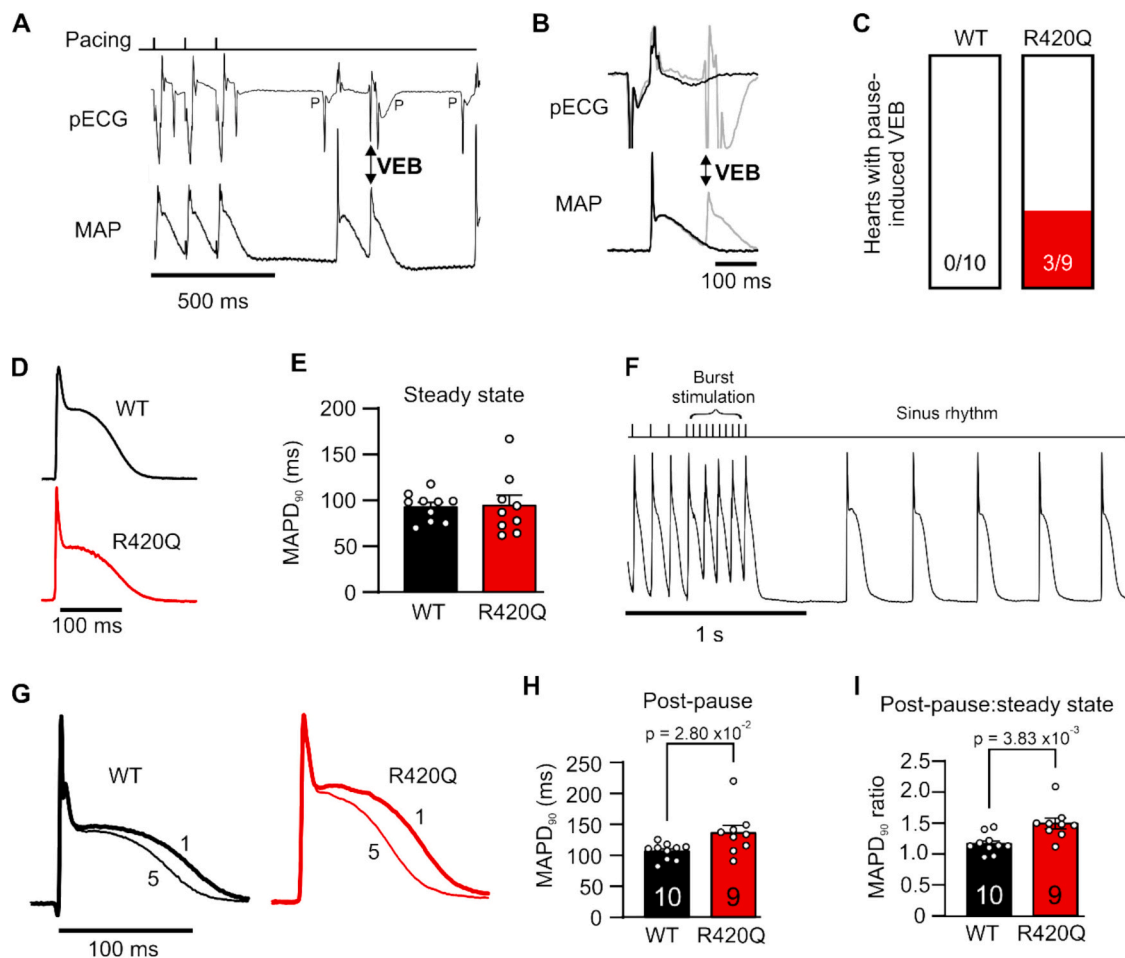 A
Pacing
pECG
P
P
P
VEB
MAP
500 ms
B
pECG
VEB
MAP
100 ms
C
WT
R420Q
Hearts with pause-
induced VEB
0/10
3/9
D
WT
R420Q
100 ms
E
Steady state
MAPD90 (ms)
200
150
100
50
0
WT
R420Q
F
Burst
stimulation
Sinus rhythm
1 s
G
WT
1
5
R420Q
1
5
100 ms
H
Post-pause
p = 2.80 x10-2
MAPD90 (ms)
250
200
150
100
50
0
10
9
WT
R420Q
I
Post-pause:steady state
p = 3.83 x10-3
MAPD90 ratio
2.5
2.0
1.5
1.0
0.5
0
10
9
WT
R420Q